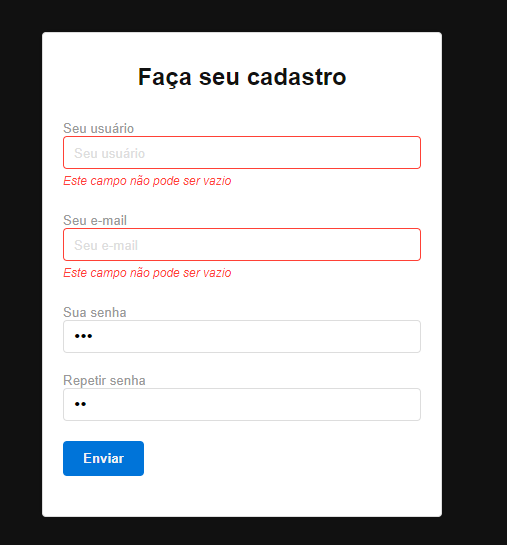 Faça seu cadastro
Seu usuário
Seu usuário
Este campo não pode ser vazio
Seu e-mail
Seu e-mail
Este campo não pode ser vazio
Sua senha
•••
Repetir senha
••
Enviar